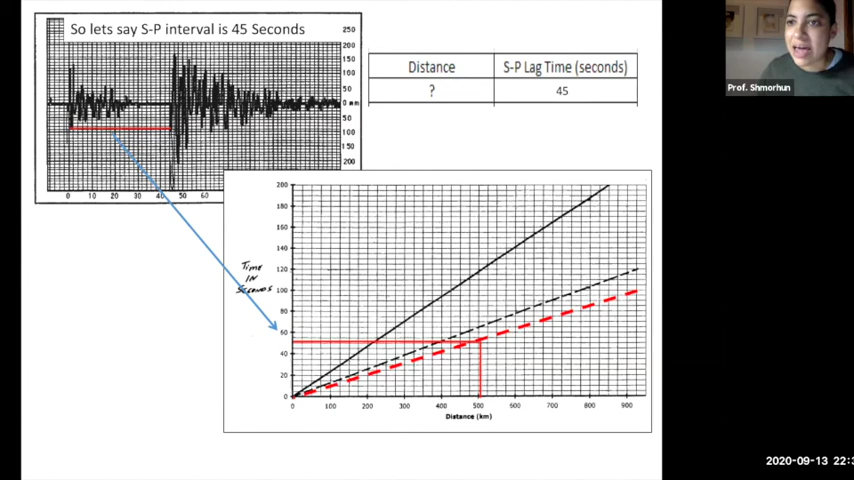 So lets say S-P interval is 45 Seconds
250
200
150
100
50
0 mm
50
100
150
200
0 10 20 30 40 50 60
Distance S-P Lag Time (seconds)
? 45
200
180
160
140
120
100
80
60
40
20
0
Time
IN
Seconds
0 100 200 300 400 500 600 700 800 900
Distance (km)
Prof. Shmorhun
2020-09-13 22:3